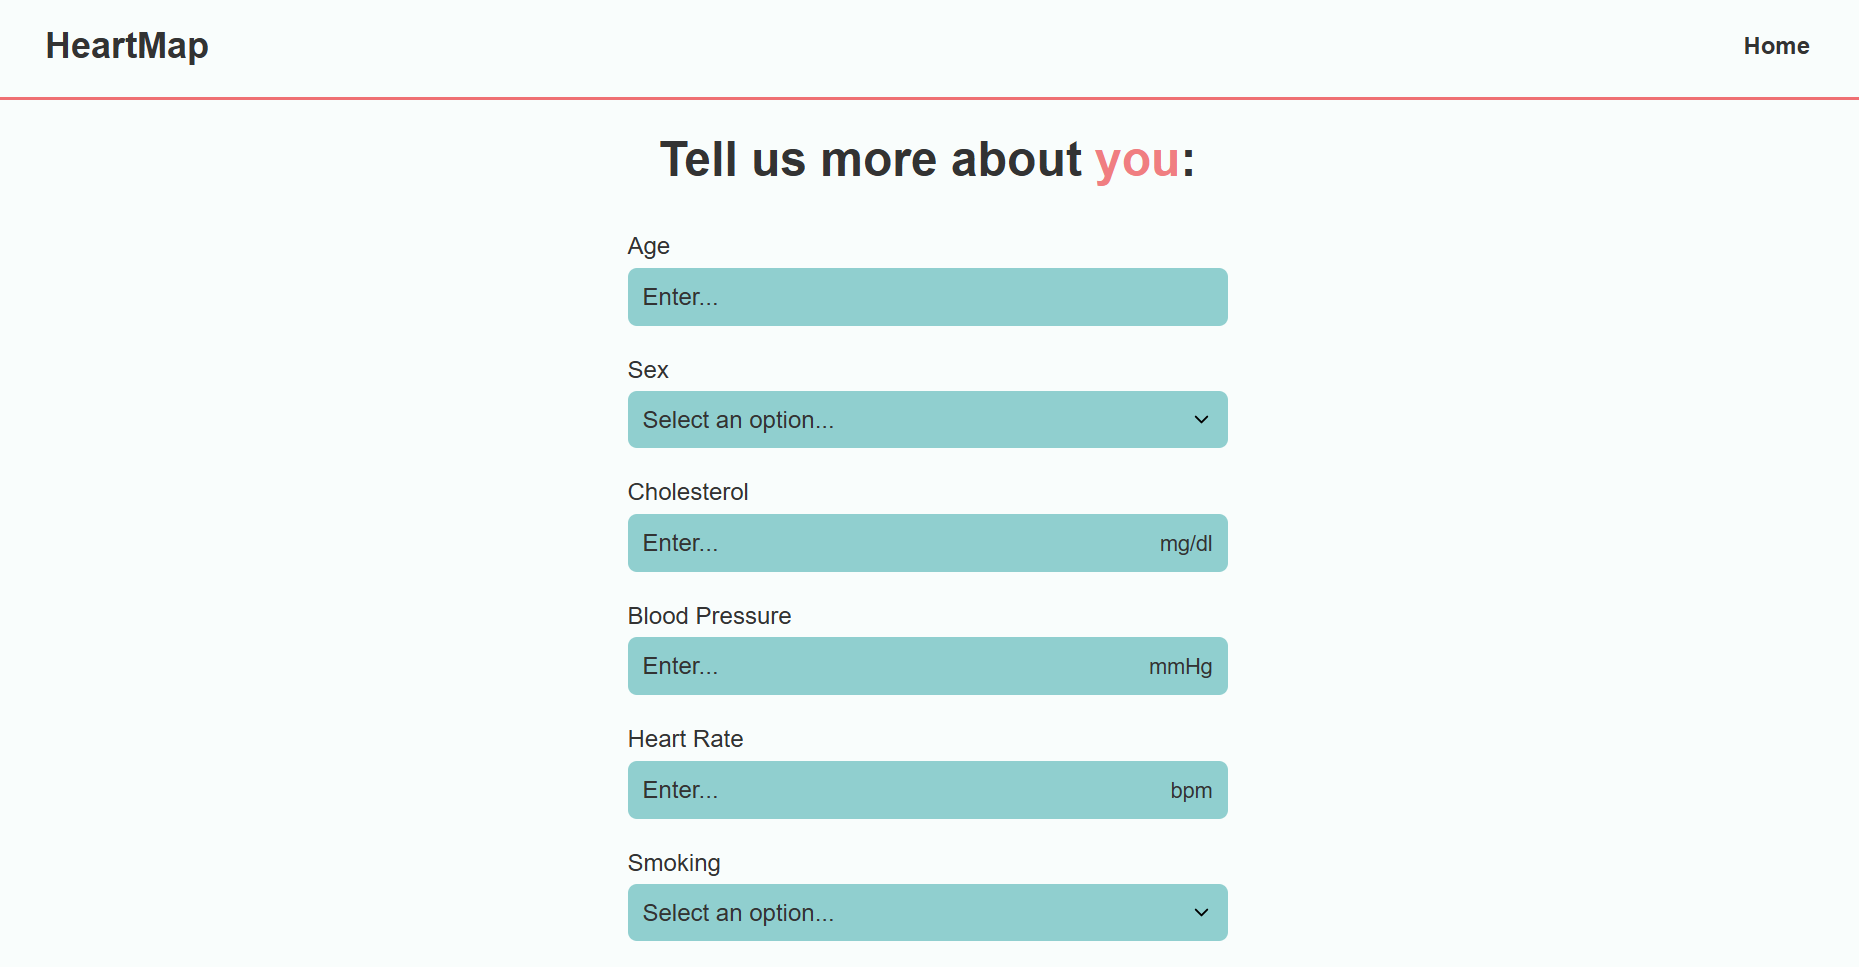 HeartMap
Home
Tell us more about you:
Age
Enter...
Sex
Select an option...
Cholesterol
Enter...
mg/dl
Blood Pressure
Enter...
mmHg
Heart Rate
Enter...
bpm
Smoking
Select an option...